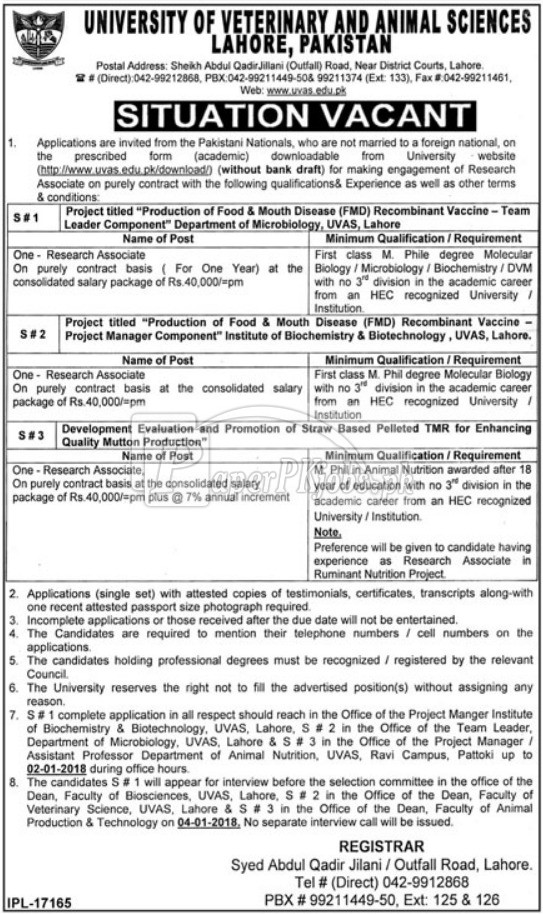 UNIVERSITY OF VETERINARY AND ANIMAL SCIENCES
LAHORE, PAKISTAN
Postal Address: Sheikh Abdul QadirJillani (Outfall) Road, Near District Courts, Lahore.
☎ # (Direct):042-99212868, PBX:042-99211449-50& 99211374 (Ext: 133), Fax #:042-99211461,
Web: www.uvas.edu.pk
SITUATION VACANT
1. Applications are invited from the Pakistani Nationals, who are not married to a foreign national, on
the prescribed form (academic) downloadable from University website
(http://www.uvas.edu.pk/download/) (without bank draft) for making engagement of Research
Associate on purely contract with the following qualifications& Experience as well as other terms
& conditions:
S # 1 Project titled “Production of Food & Mouth Disease (FMD) Recombinant Vaccine – Team
Leader Component” Department of Microbiology, UVAS, Lahore
Name of Post Minimum Qualification / Requirement
One - Research Associate
On purely contract basis ( For One Year) at the
consolidated salary package of Rs.40,000/=pm
First class M. Phile degree Molecular
Biology / Microbiology / Biochemistry / DVM
with no 3rd division in the academic career
from an HEC recognized University /
Institution.
S # 2 Project titled “Production of Food & Mouth Disease (FMD) Recombinant Vaccine –
Project Manager Component” Institute of Biochemistry & Biotechnology , UVAS, Lahore.
Name of Post Minimum Qualification / Requirement
One - Research Associate
On purely contract basis at the consolidated salary
package of Rs.40,000/=pm
First class M. Phil degree Molecular Biology
with no 3rd division in the academic career
from an HEC recognized University /
Institution
S # 3 Development Evaluation and Promotion of Straw Based Pelleted TMR for Enhancing
Quality Mutton Production”
Name of Post Minimum Qualification / Requirement
One - Research Associate,
On purely contract basis at the consolidated salary
package of Rs.40,000/=pm plus @ 7% annual increment
M. Phil in Animal Nutrition awarded after 18
year of education with no 3rd division in the
academic career from an HEC recognized
University / Institution.
Note.
Preference will be given to candidate having
experience as Research Associate in
Ruminant Nutrition Project.
PaperPKjobs.pk
2. Applications (single set) with attested copies of testimonials, certificates, transcripts along-with
one recent attested passport size photograph required.
3. Incomplete applications or those received after the due date will not be entertained.
4. The Candidates are required to mention their telephone numbers / cell numbers on the
applications.
5. The candidates holding professional degrees must be recognized / registered by the relevant
Council.
6. The University reserves the right not to fill the advertised position(s) without assigning any
reason.
7. S # 1 complete application in all respect should reach in the Office of the Project Manger Institute
of Biochemistry & Biotechnology, UVAS, Lahore, S # 2 in the Office of the Team Leader,
Department of Microbiology, UVAS, Lahore & S # 3 in the Office of the Project Manager /
Assistant Professor Department of Animal Nutrition, UVAS, Ravi Campus, Pattoki up to
02-01-2018 during office hours.
8. The candidates S # 1 will appear for interview before the selection committee in the office of the
Dean, Faculty of Biosciences, UVAS, Lahore, S # 2 in the Office of the Dean, Faculty of
Veterinary Science, UVAS, Lahore & S # 3 in the Office of the Dean, Faculty of Animal
Production & Technology on 04-01-2018. No separate interview call will be issued.
REGISTRAR
Syed Abdul Qadir Jilani / Outfall Road, Lahore.
Tel # (Direct) 042-9912868
PBX # 99211449-50, Ext: 125 & 126
IPL-17165